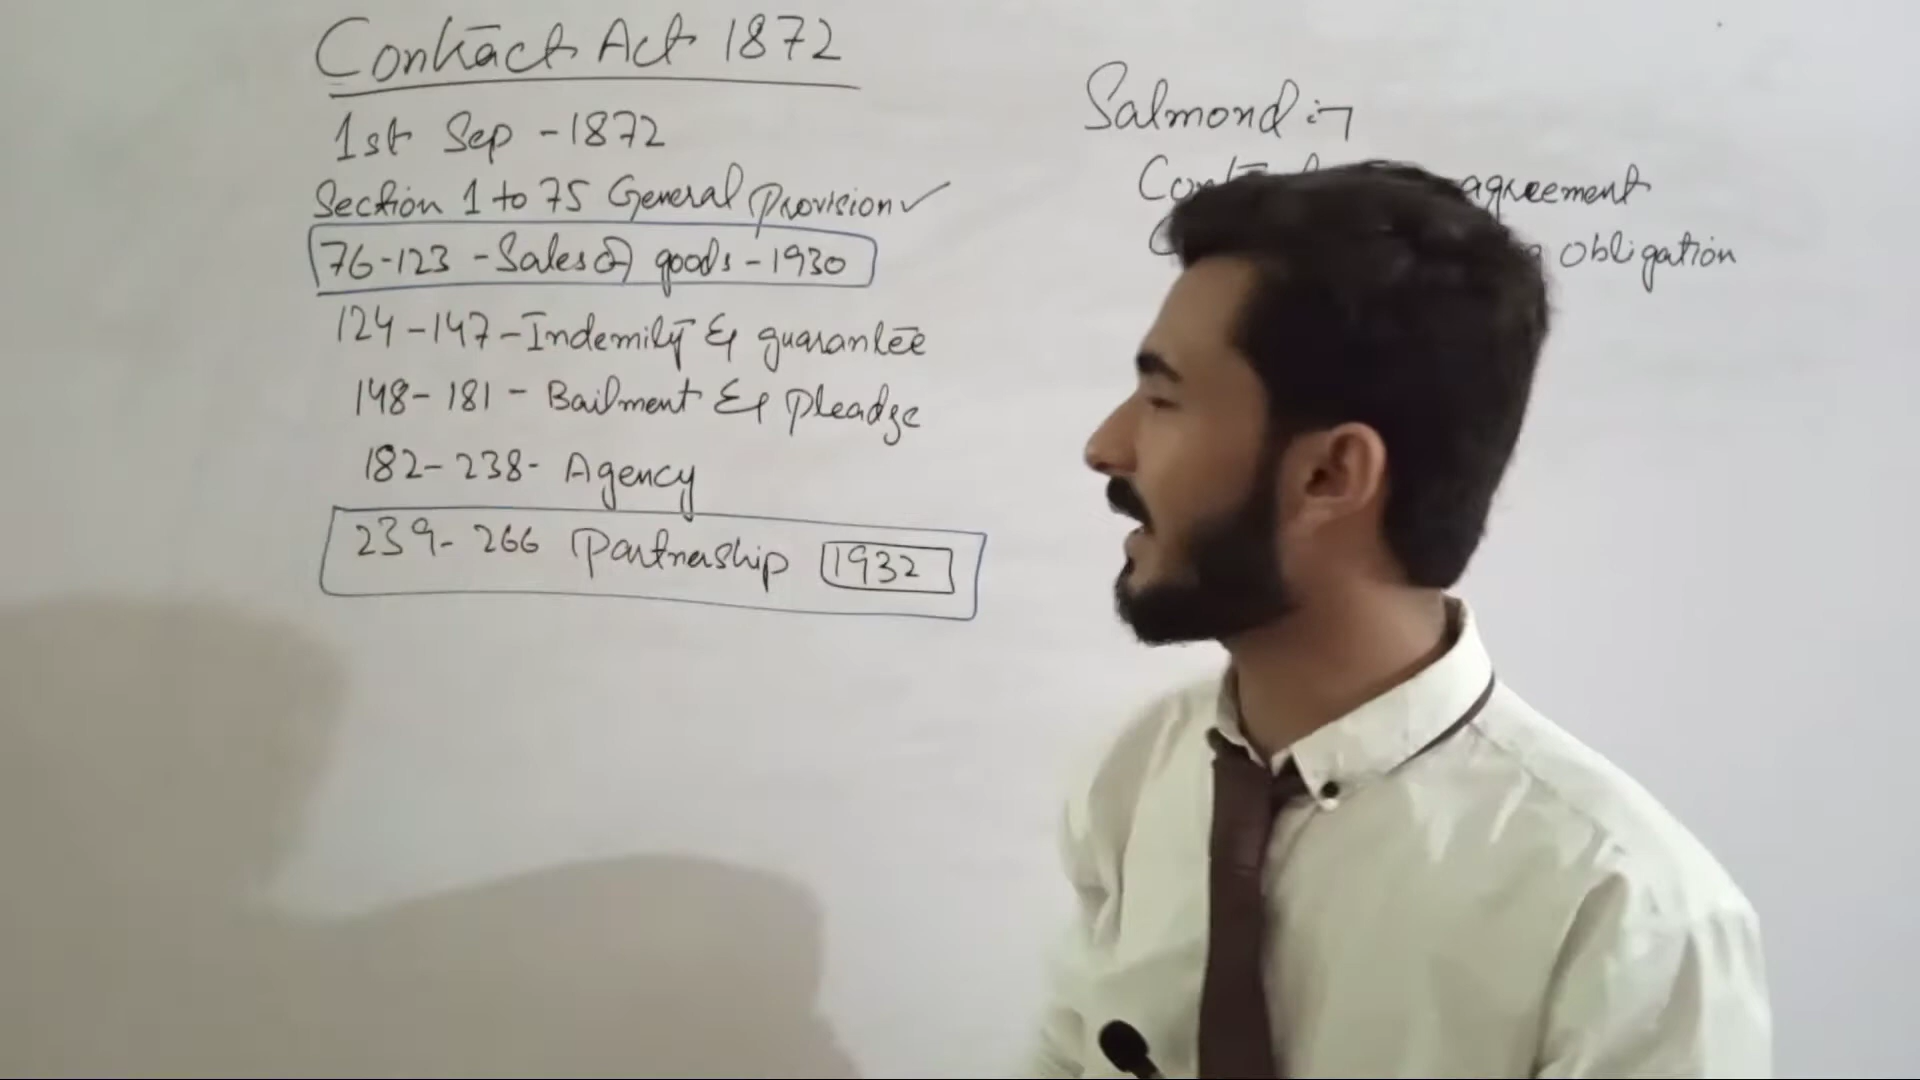 Contract Act 1872
1st Sep - 1872
Section 1 to 75 General Provision ✓
76-123 - Sales of goods - 1930
124-147 - Indemity & guarantee
148-181 - Bailment & pleadge
182-238- Agency
239-266 Partnership 1932
Salmond :-
agreement
obligation